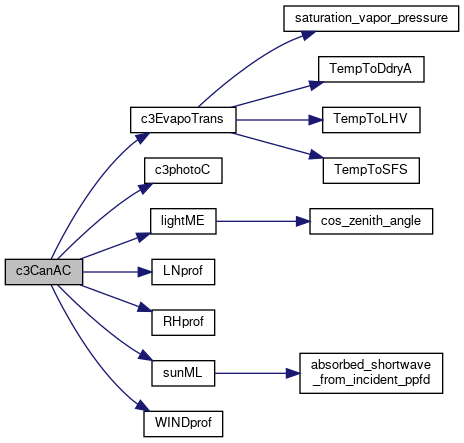 saturation_vapor_pressure
TempToDdryA
c3EvapoTrans
TempToLHV
TempToSFS
c3photoC
lightME
cos_zenith_angle
c3CanAC
LNprof
RHprof
sunML
absorbed_shortwave
_from_incident_ppfd
WINDprof